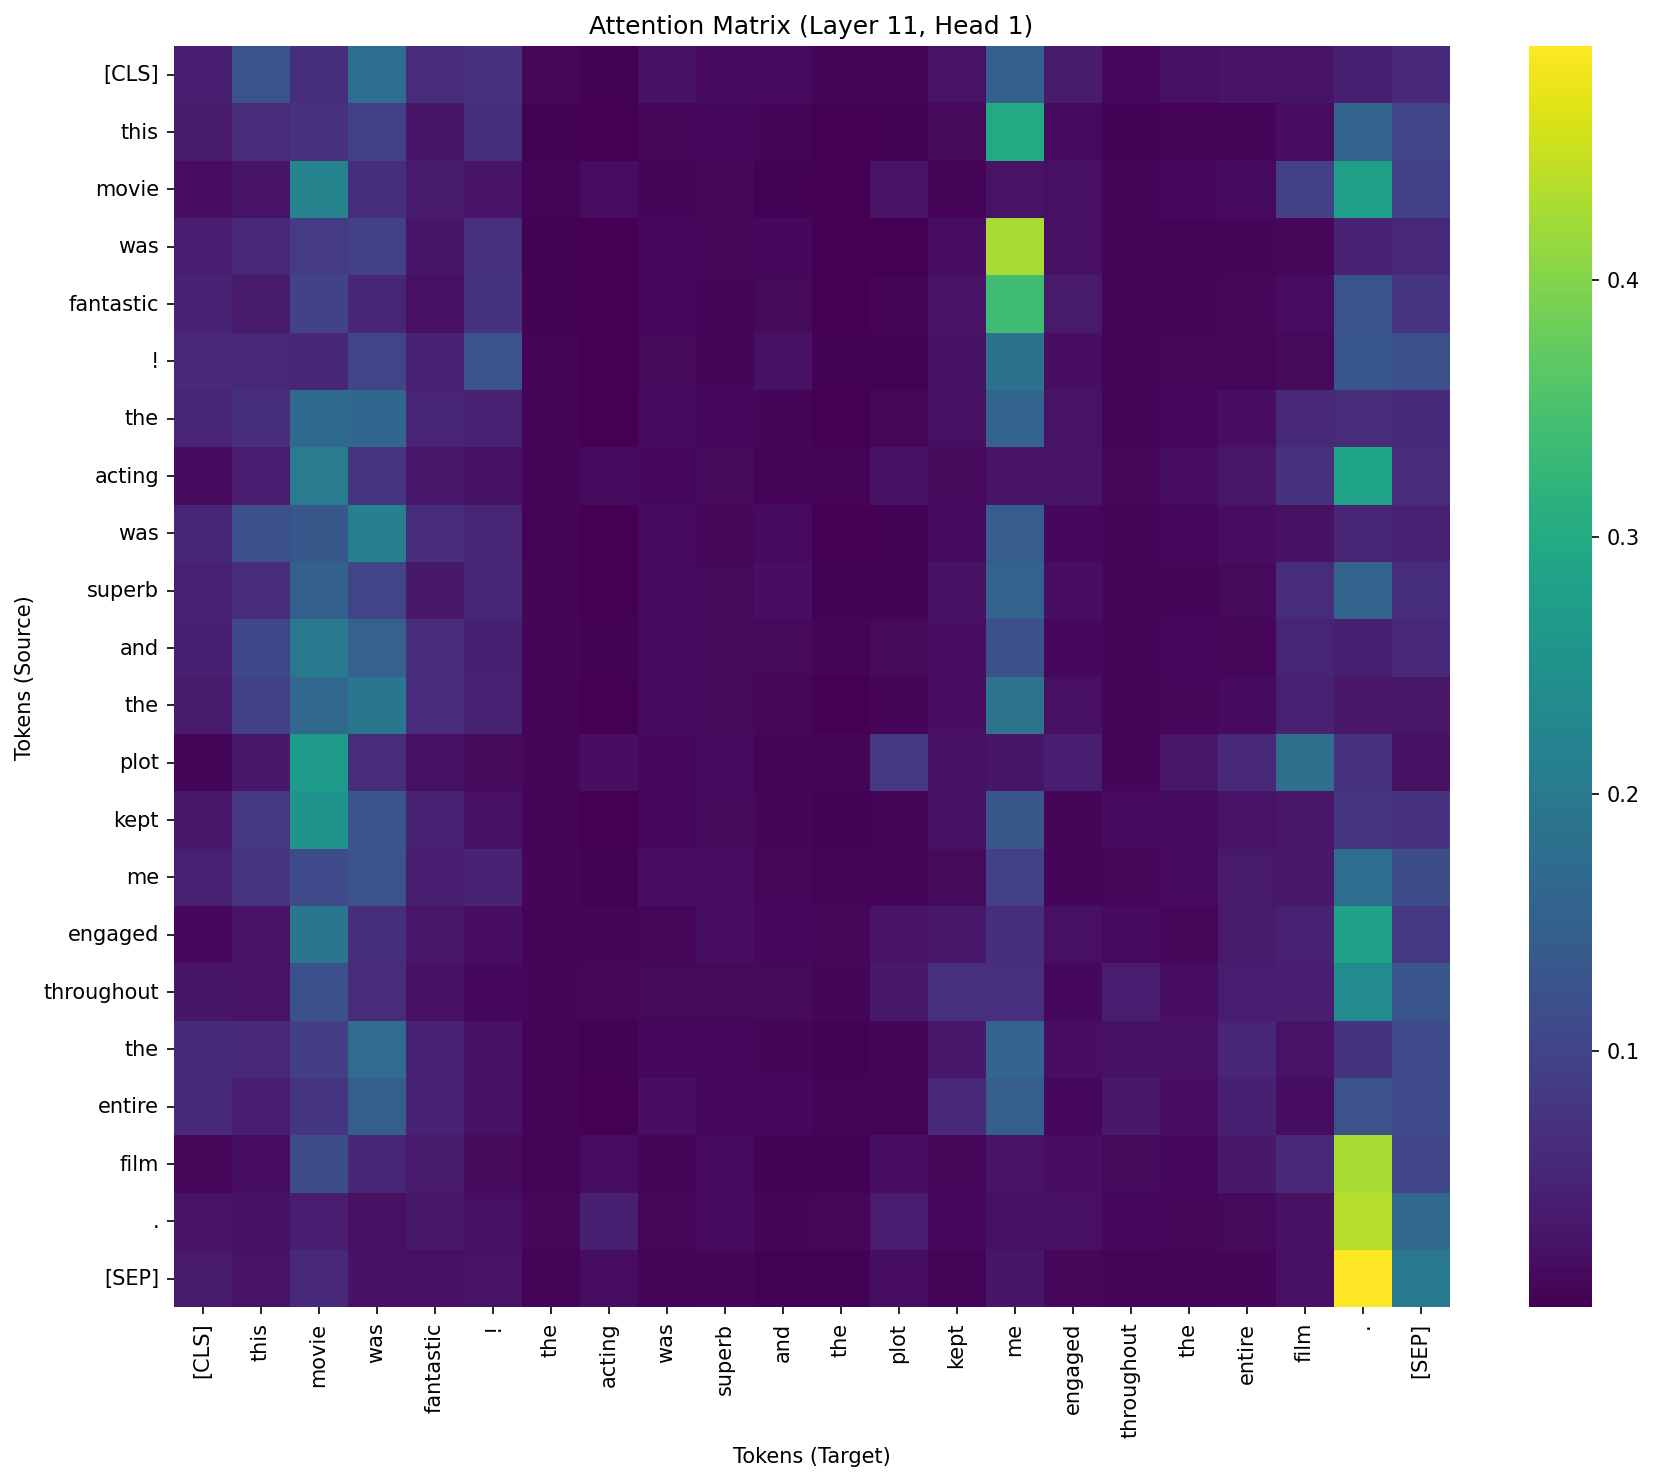 Attention Matrix (Layer 11, Head 1)
[CLS]
this
movie
was
fantastic
!
the
acting
was
superb
and
the
plot
kept
me
engaged
throughout
the
entire
film
.
[SEP]
Tokens (Source)
[CLS]
this
movie
was
fantastic
!
the
acting
was
superb
and
the
plot
kept
me
engaged
throughout
the
entire
film
.
[SEP]
Tokens (Target)
0.4
0.3
0.2
0.1